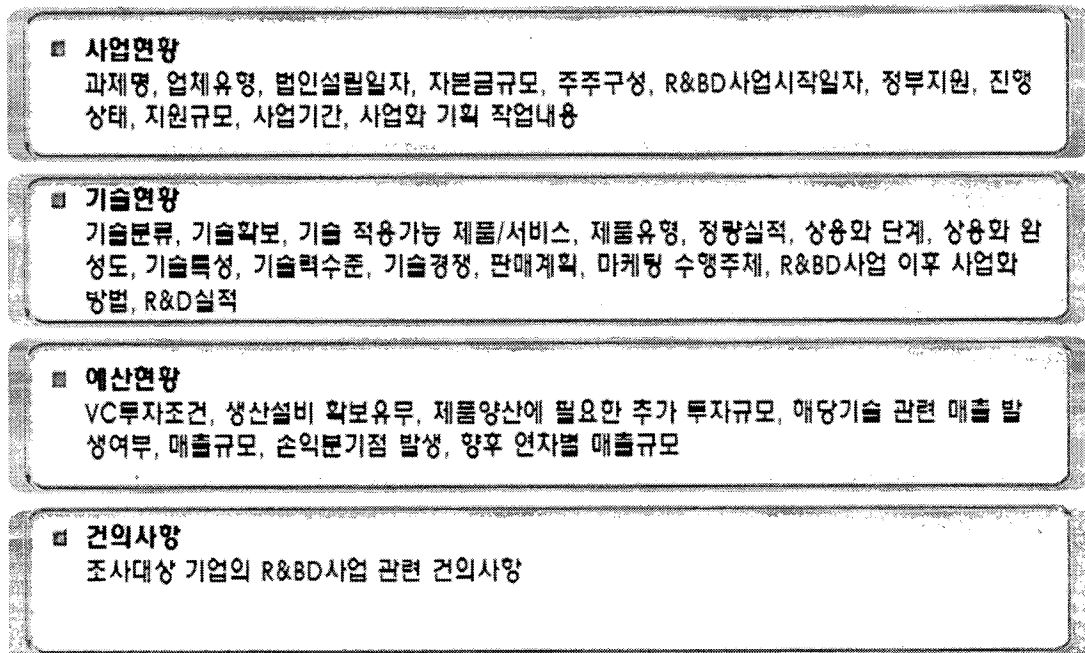 사업현황
과제명, 업체유형, 법인설립일자, 자본금규모, 주주구성, R&BD사업시작일자, 정부지원, 진행
상태, 지원규모, 사업기간, 사업화 기획 작업내용
기술현황
기술분류, 기술확보, 기술 적용가능 제품/서비스, 제품유형, 정량실적, 상용화 단계, 상용화 완
성도, 기술특성, 기술력수준, 기술경쟁, 판매계획, 마케팅 수행주체, R&BD사업 이후 사업화
방법, R&D실적
예산현황
VC투자조건, 생산설비 확보유무, 제품양산에 필요한 추가 투자규모, 해당기술 관련 매출 발
생여부, 매출규모, 손익분기점 발생, 향후 연차별 매출규모
건의사항
조사대상 기업의 R&BD사업 관련 건의사항